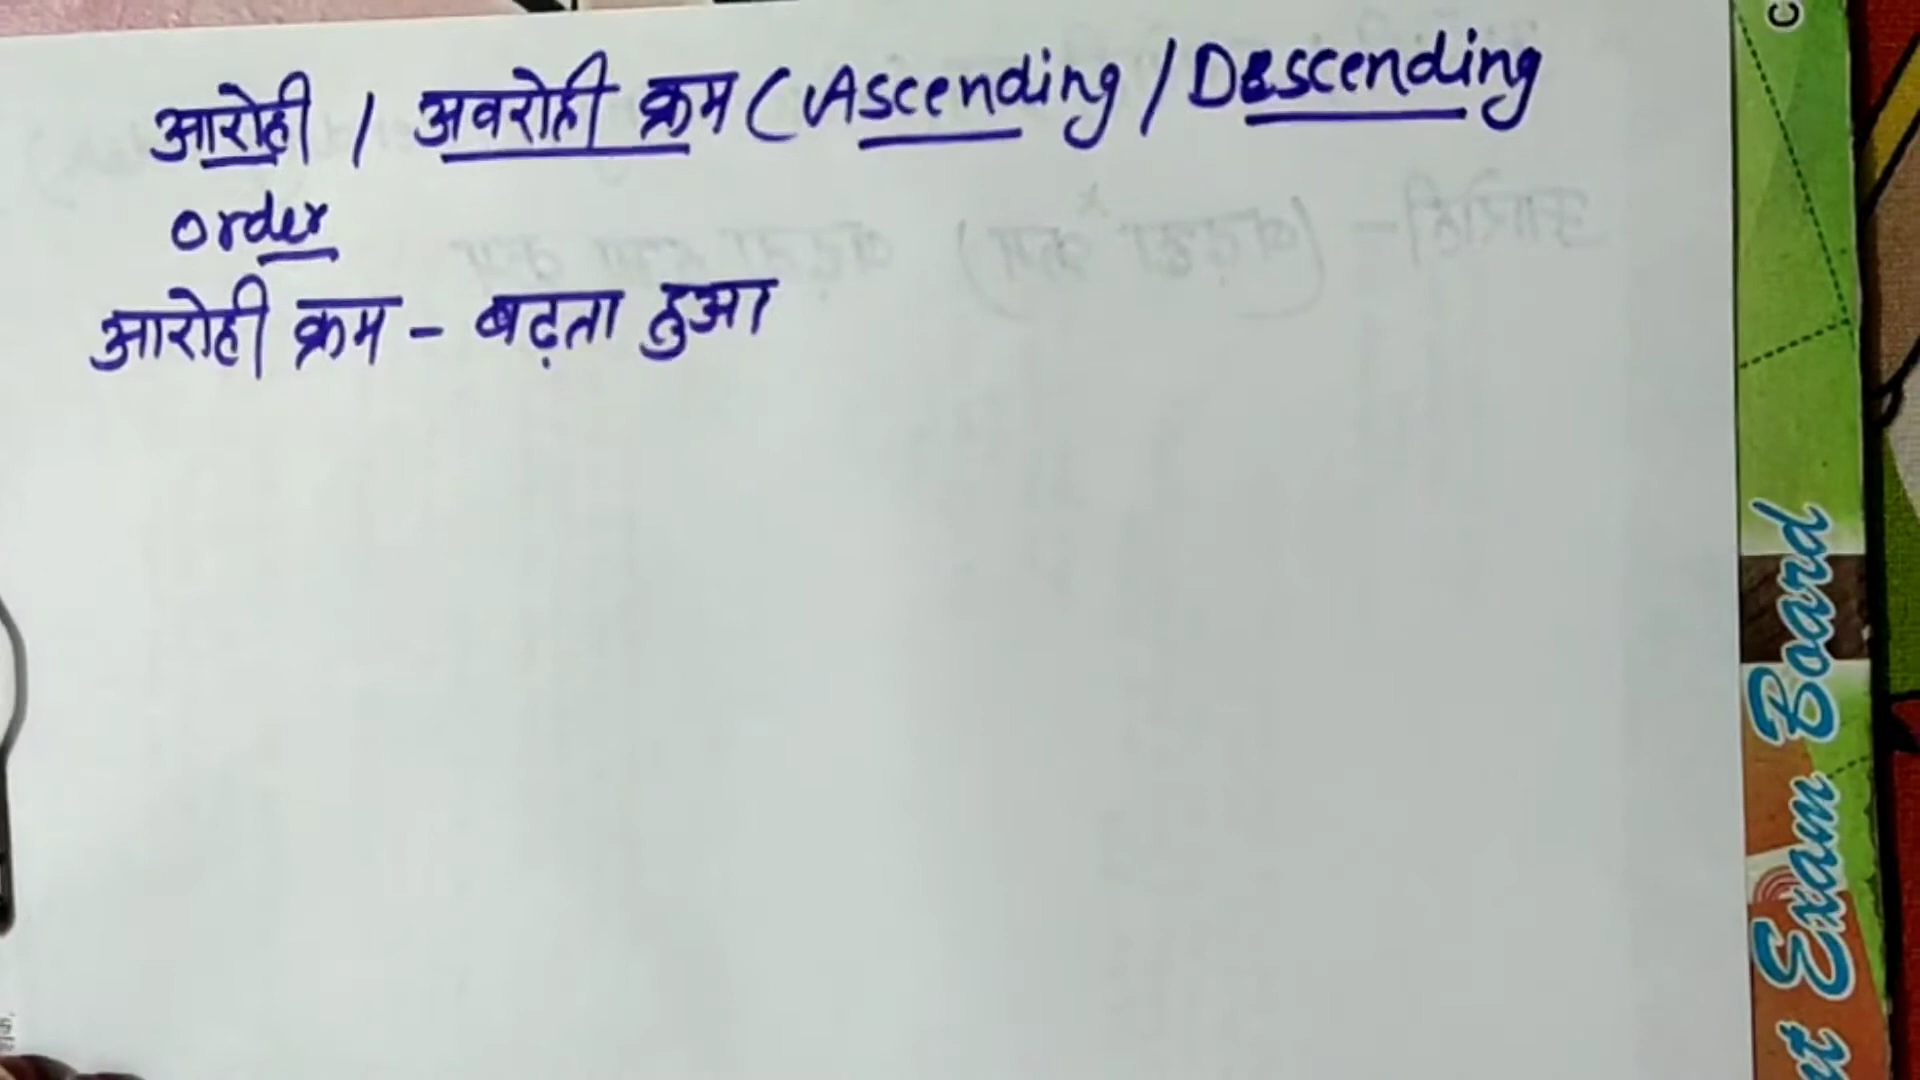 आरोही / अवरोही क्रम ( Ascending / Descending
order
आरोही क्रम - बढ़ता हुआ
Exam Board